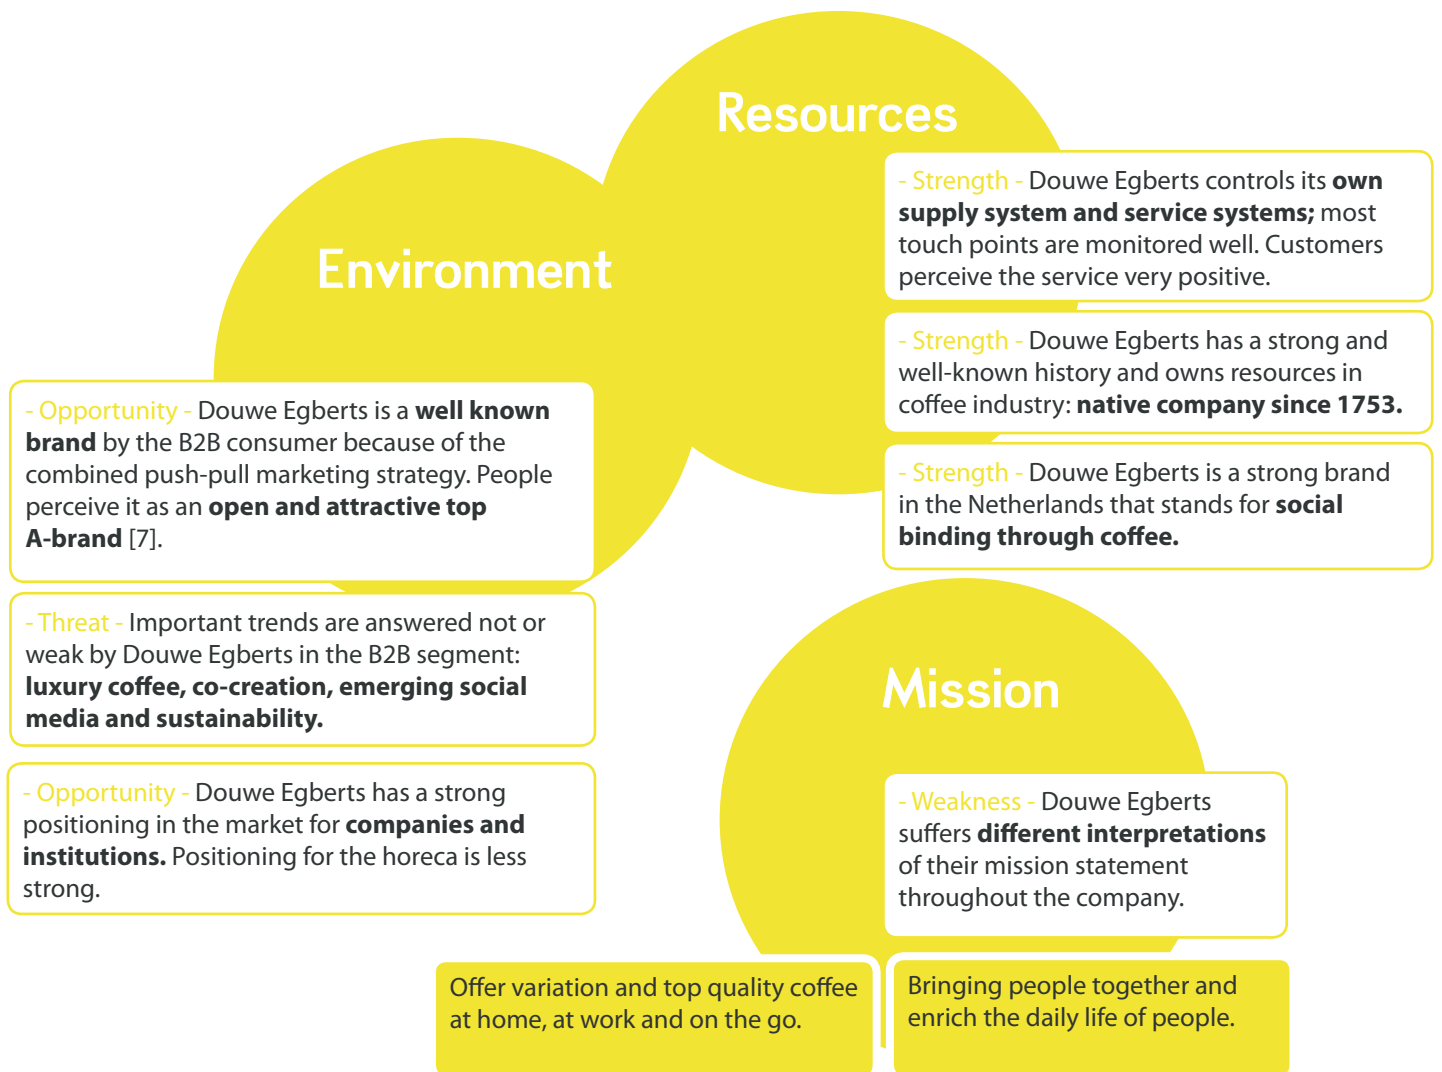 Resources
- Strength - Douwe Egberts controls its own
supply system and service systems; most
touch points are monitored well. Customers
perceive the service very positive.
- Strength - Douwe Egberts has a strong and
well-known history and owns resources in
coffee industry: native company since 1753.
- Strength - Douwe Egberts is a strong brand
in the Netherlands that stands for social
binding through coffee.
Environment
- Opportunity - Douwe Egberts is a well known
brand by the B2B consumer because of the
combined push-pull marketing strategy. People
perceive it as an open and attractive top
A-brand [7].
- Threat - Important trends are answered not or
weak by Douwe Egberts in the B2B segment:
luxury coffee, co-creation, emerging social
media and sustainability.
- Opportunity - Douwe Egberts has a strong
positioning in the market for companies and
institutions. Positioning for the horeca is less
strong.
Mission
- Weakness - Douwe Egberts
suffers different interpretations
of their mission statement
throughout the company.
Offer variation and top quality coffee
at home, at work and on the go.
Bringing people together and
enrich the daily life of people.